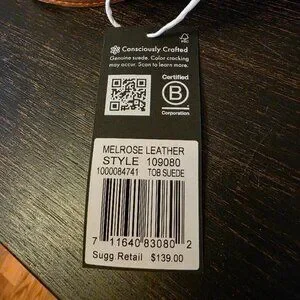 Consciously Crafted
Genuine suede. Color cracking
may occur. Scan to learn more.
Certified
B
Corporation
MELROSE LEATHER
STYLE 109080
1000084741 TOB SUEDE
7 11640 83080 2
Sugg.Retail $139.00